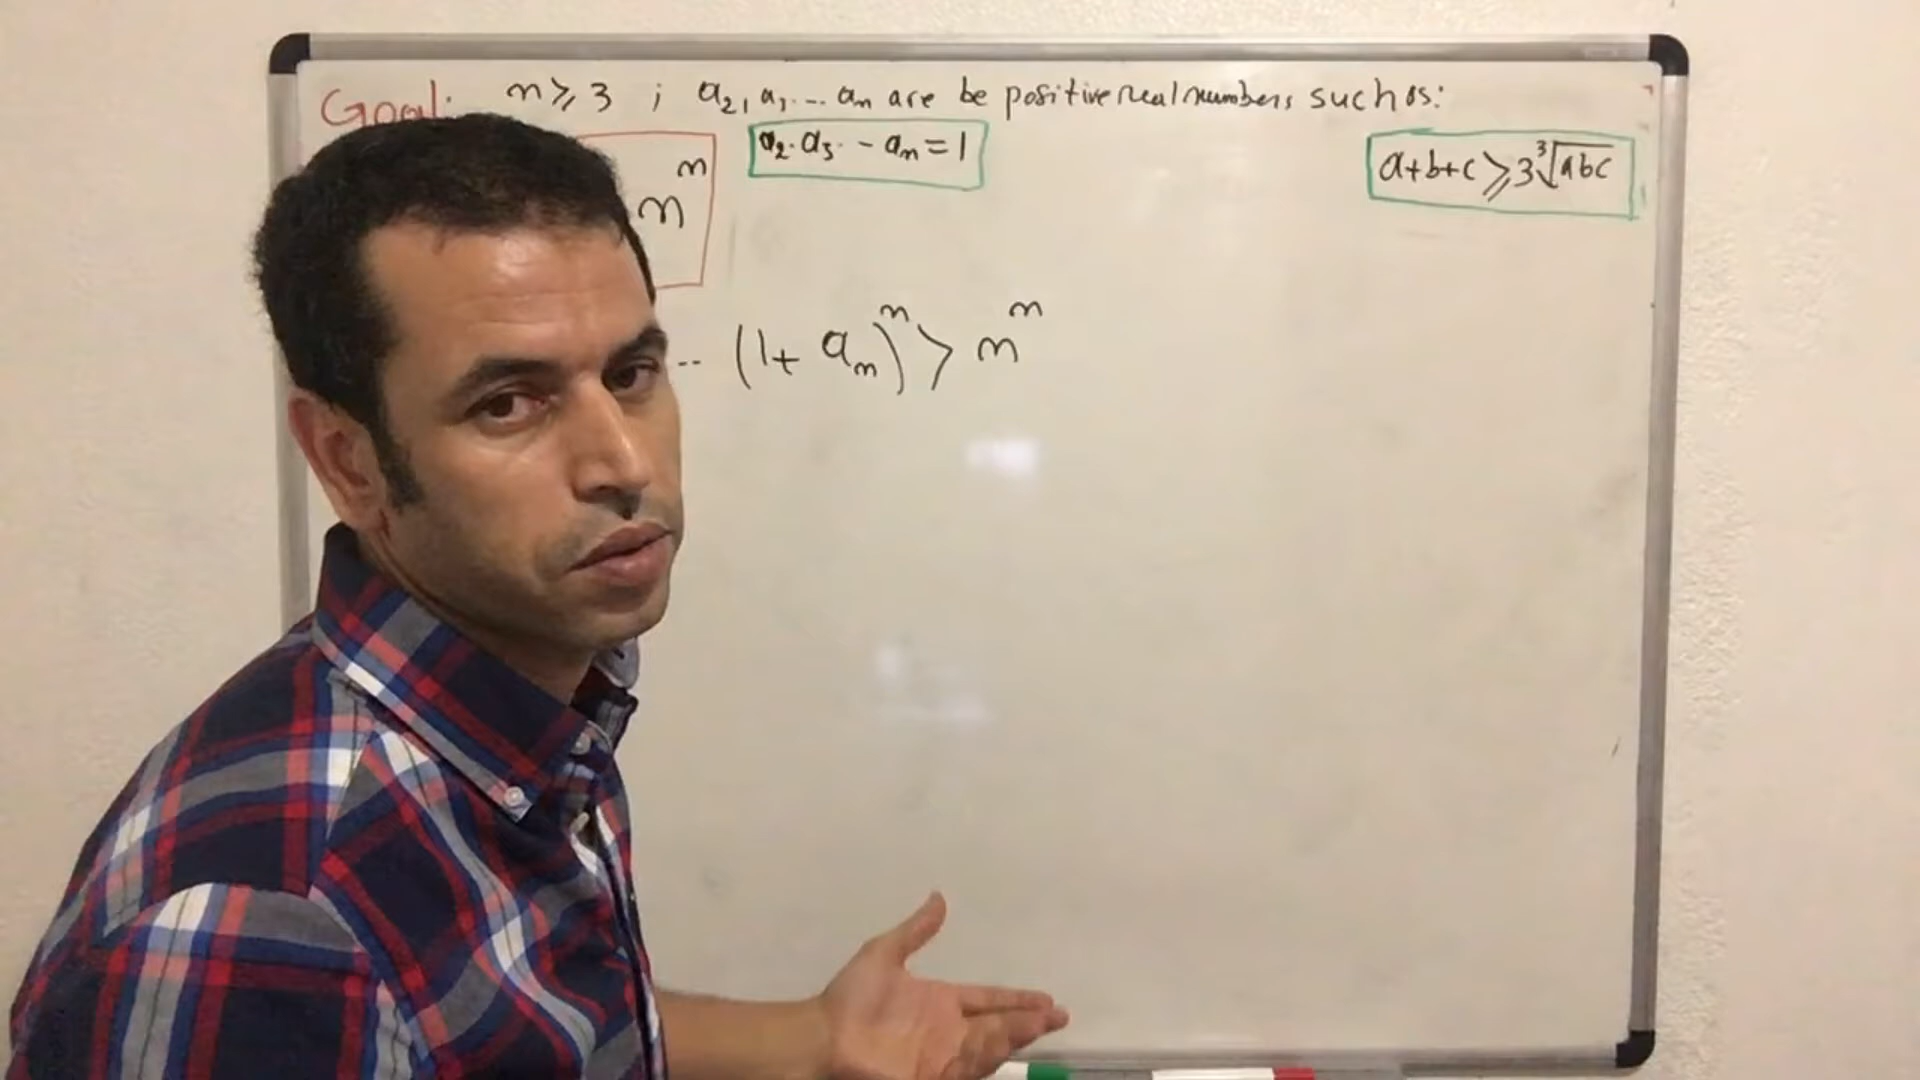 Goal: n ⩾ 3 ; a₂, a₃ ... aₙ are be positive real numbers such as:
nⁿ
a₂. a₃. - aₙ = 1
a+b+c ⩾ 3∛abc
.. (1+ aₙ)ⁿ > nⁿ